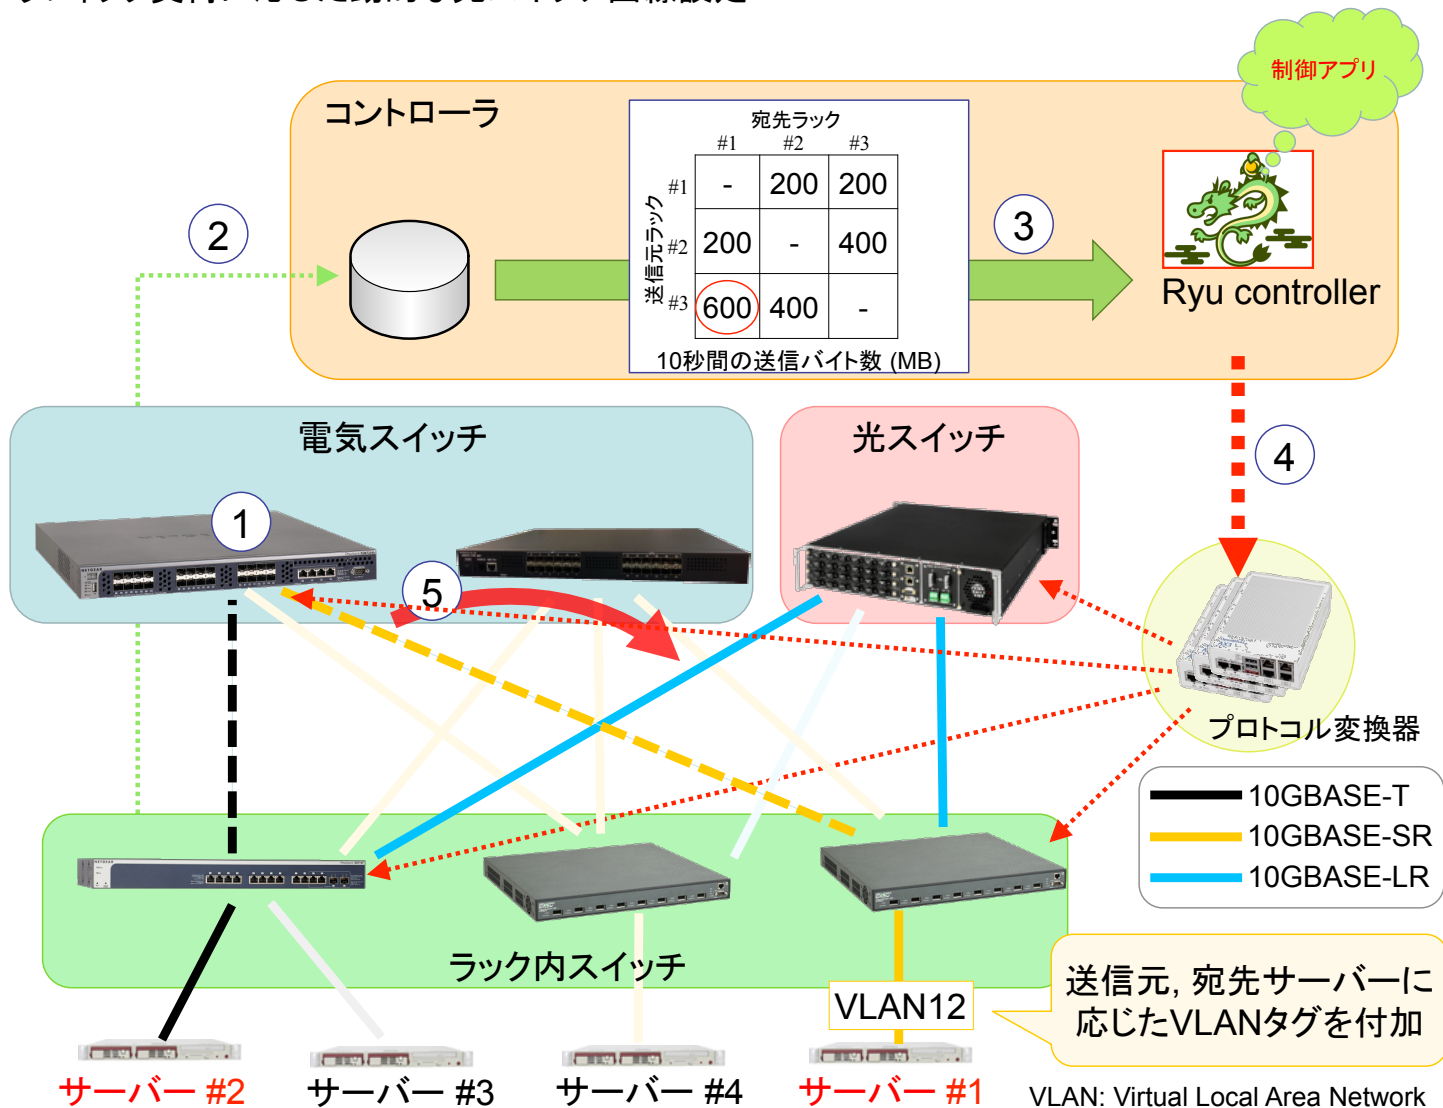 コントローラ
制御アプリ
宛先ラック
#1 #2 #3
送信元ラック
#1 - 200 200
#2 200 - 400
#3 600 400 -
10秒間の送信バイト数 (MB)
②
③
Ryu controller
④
電気スイッチ
光スイッチ
①
⑤
プロトコル変換器
10GBASE-T
10GBASE-SR
10GBASE-LR
ラック内スイッチ
VLAN12
送信元, 宛先サーバーに
応じたVLANタグを付加
サーバー #2
サーバー #3
サーバー #4
サーバー #1
VLAN: Virtual Local Area Network